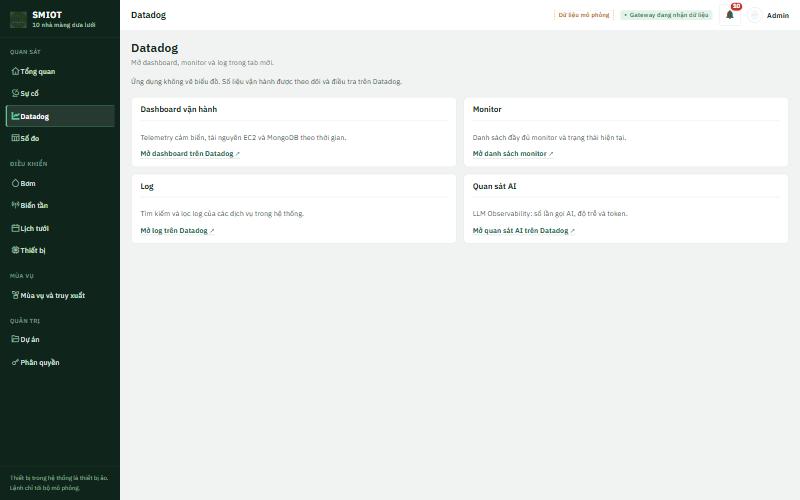 SMIOT
10 nhà màng dưa lưới
QUAN SÁT
Tổng quan
Sự cố
Datadog
Số đo
ĐIỀU KHIỂN
Bơm
Biến tần
Lịch tưới
Thiết bị
MÙA VỤ
Mùa vụ và truy xuất
QUẢN TRỊ
Dự án
Phân quyền
Thiết bị trong hệ thống là thiết bị ảo.
Lệnh chỉ tới bộ mô phỏng.
Datadog
Dữ liệu mô phỏng
• Gateway đang nhận dữ liệu
30
Admin
Datadog
Mở dashboard, monitor và log trong tab mới.
Ứng dụng không vẽ biểu đồ. Số liệu vận hành được theo dõi và điều tra trên Datadog.
Dashboard vận hành
Telemetry cảm biến, tài nguyên EC2 và MongoDB theo thời gian.
Mở dashboard trên Datadog ↗
Monitor
Danh sách đầy đủ monitor và trạng thái hiện tại.
Mở danh sách monitor ↗
Log
Tìm kiếm và lọc log của các dịch vụ trong hệ thống.
Mở log trên Datadog ↗
Quan sát AI
LLM Observability: số lần gọi AI, độ trễ và token.
Mở quan sát AI trên Datadog ↗